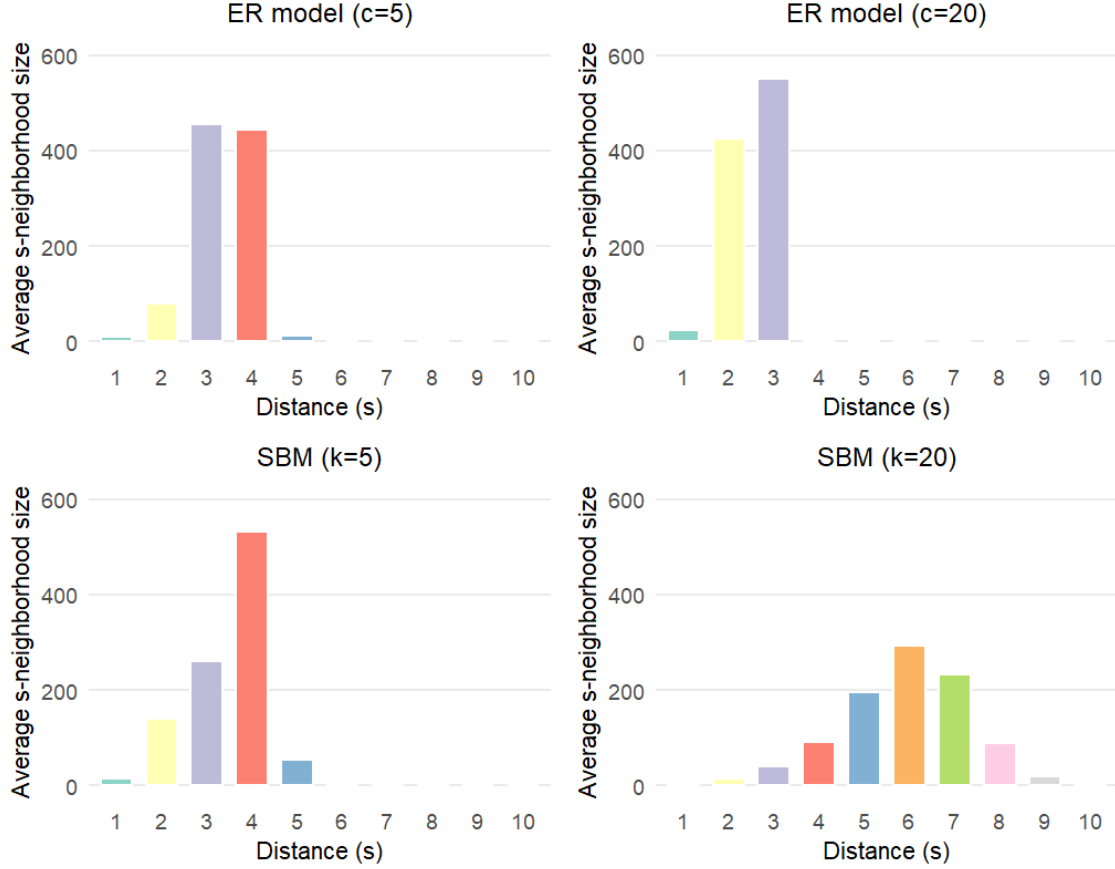 ER model (c=5)
Average s-neighborhood size
600
400
200
0
1 2 3 4 5 6 7 8 9 10
Distance (s)
ER model (c=20)
Average s-neighborhood size
600
400
200
0
1 2 3 4 5 6 7 8 9 10
Distance (s)
SBM (k=5)
Average s-neighborhood size
600
400
200
0
1 2 3 4 5 6 7 8 9 10
Distance (s)
SBM (k=20)
Average s-neighborhood size
600
400
200
0
1 2 3 4 5 6 7 8 9 10
Distance (s)